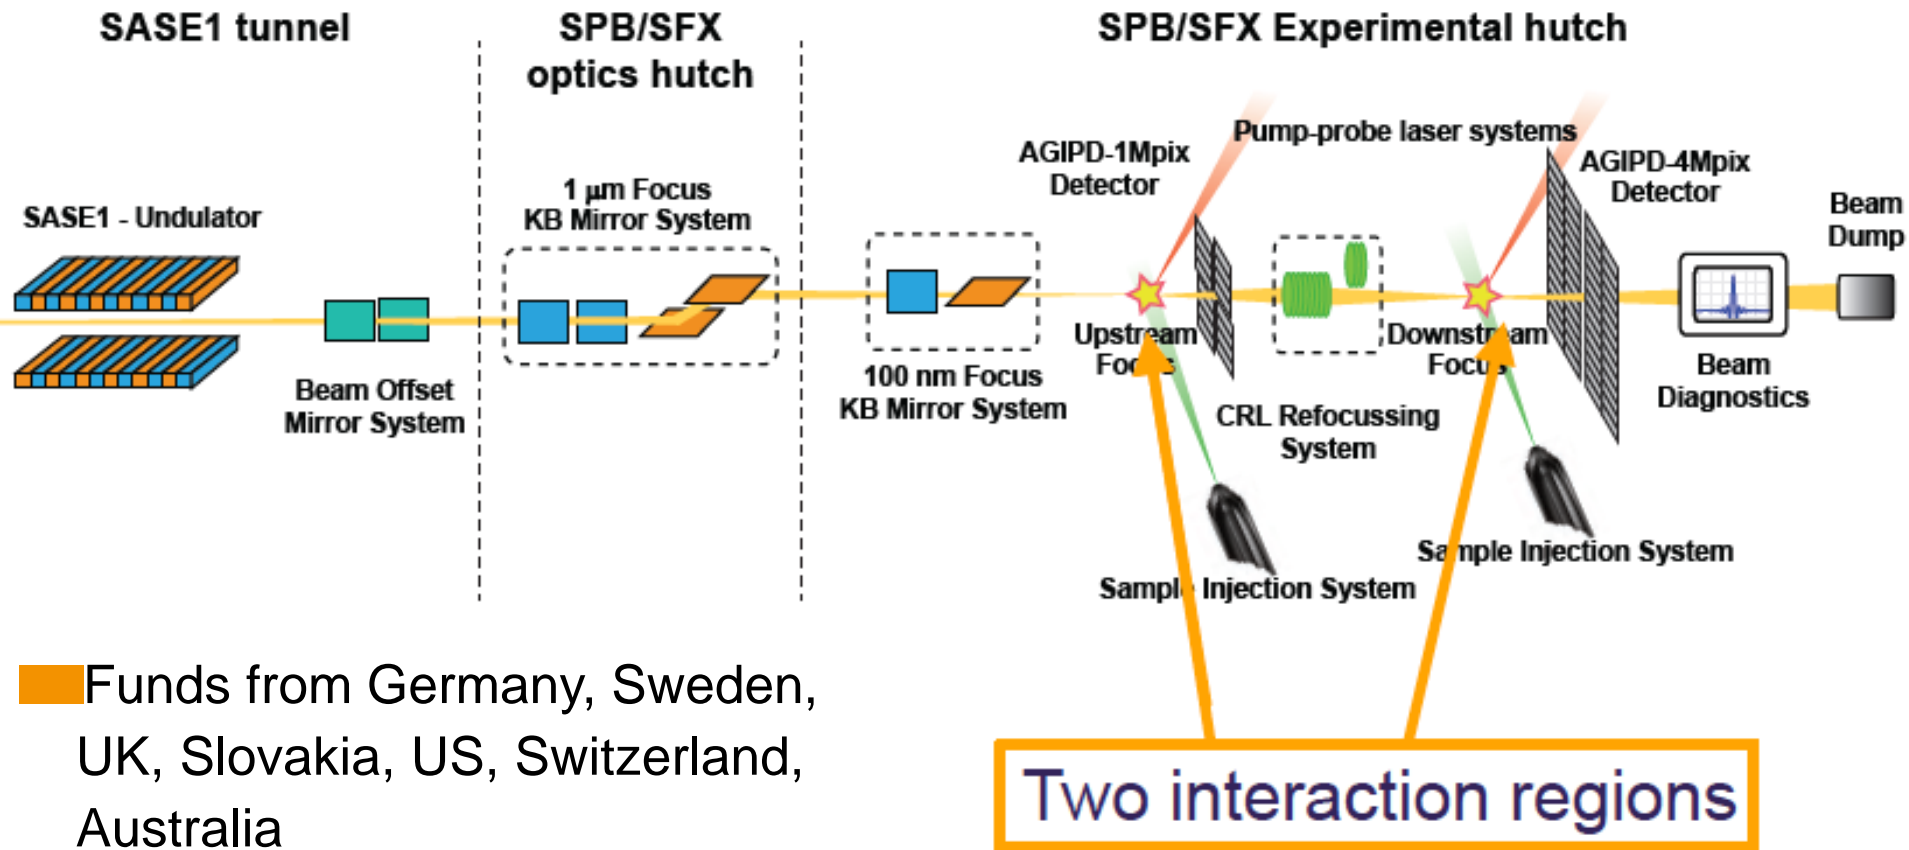 SASE1 tunnel
SPB/SFX
optics hutch
SPB/SFX Experimental hutch
SASE1 - Undulator
Beam Offset
Mirror System
1 μm Focus
KB Mirror System
100 nm Focus
KB Mirror System
AGIPD-1Mpix
Detector
Pump-probe laser systems
AGIPD-4Mpix
Detector
Beam
Dump
Upstream
Focus
CRL Refocussing
System
Downstream
Focus
Beam
Diagnostics
Sample Injection System
Sample Injection System
Funds from Germany, Sweden,
UK, Slovakia, US, Switzerland,
Australia
Two interaction regions